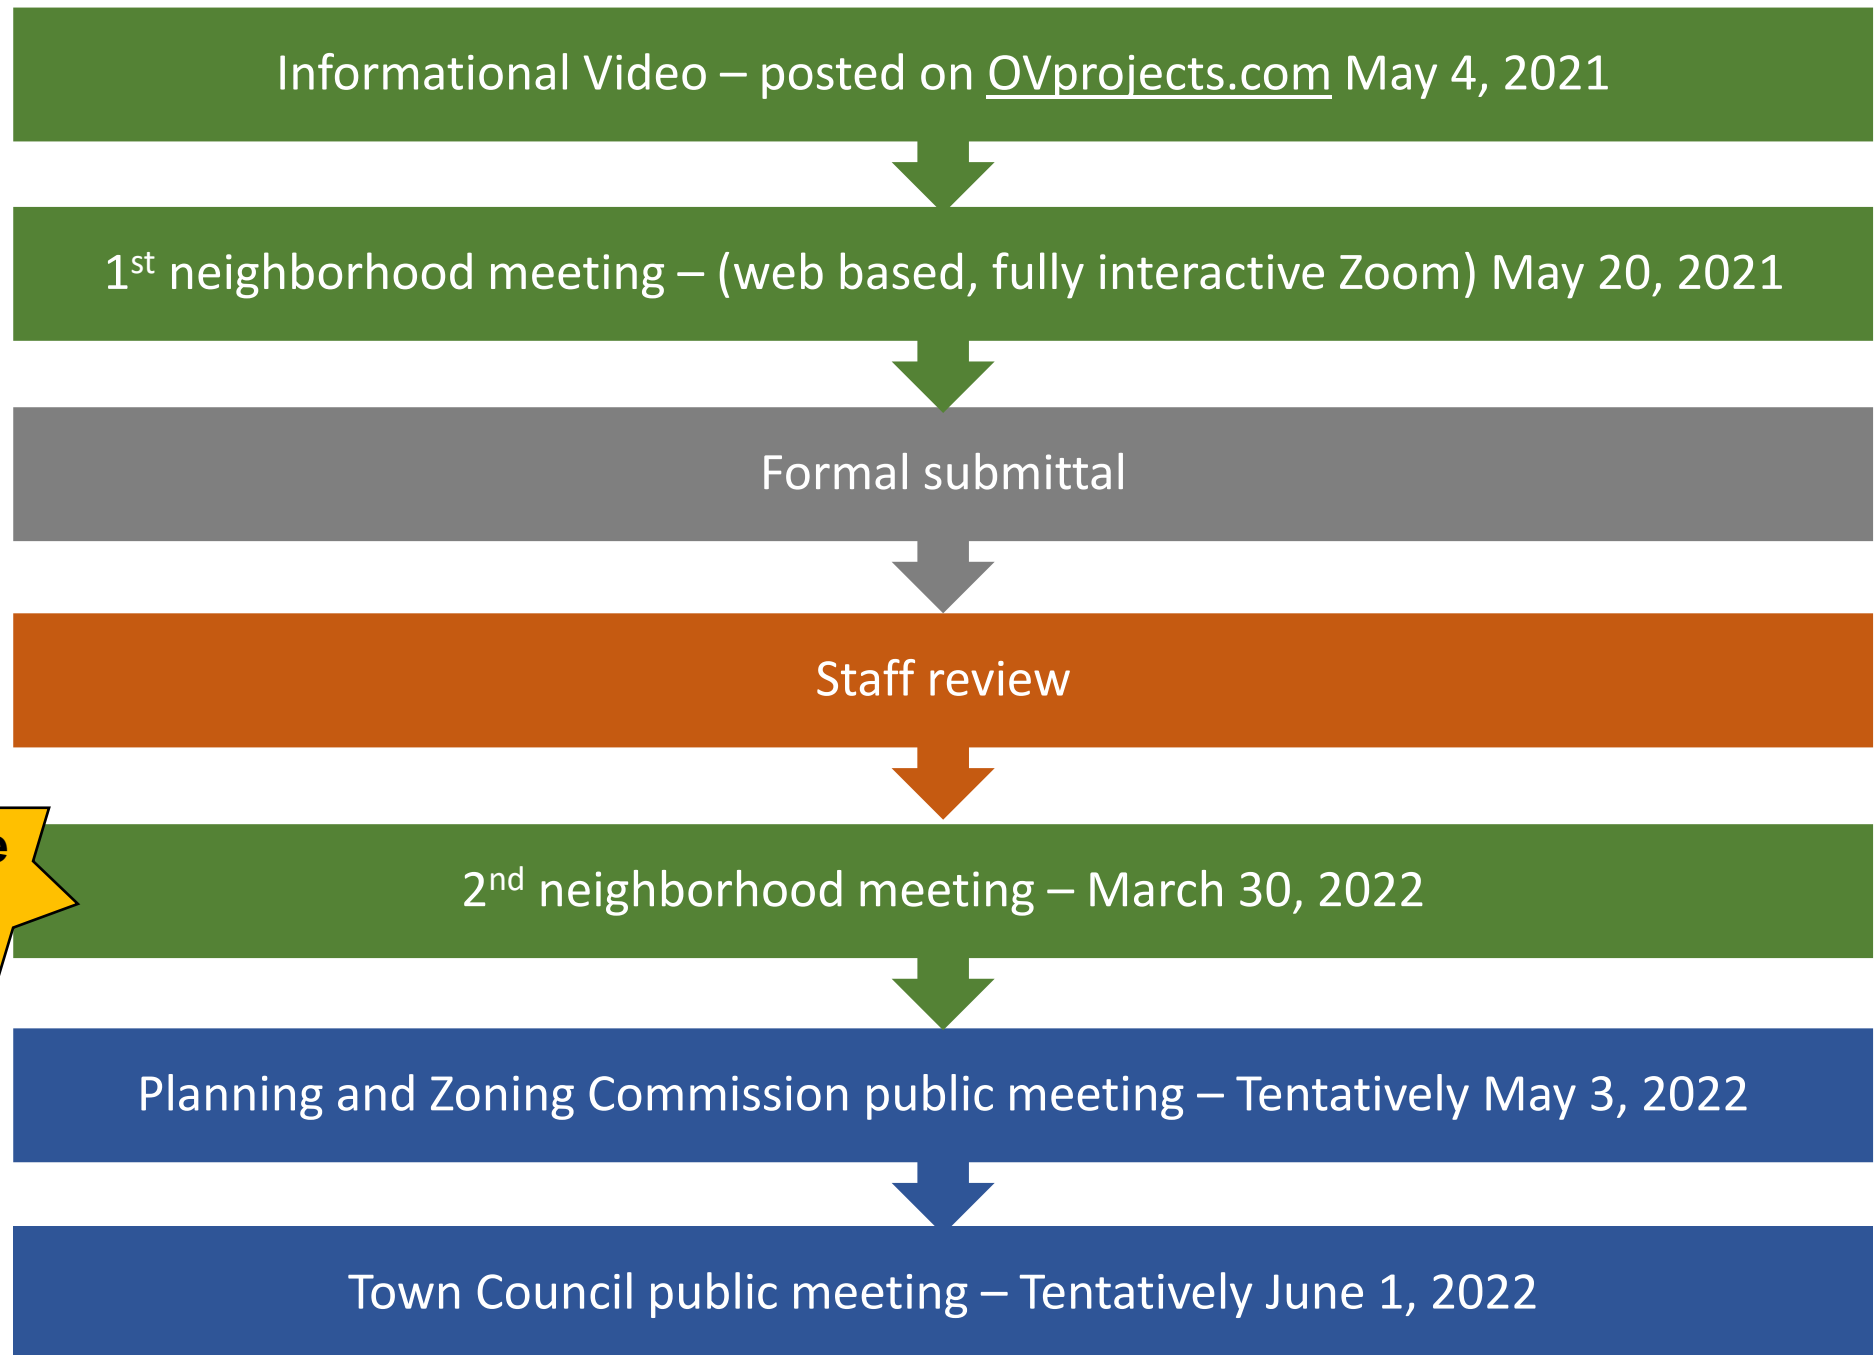 Informational Video – posted on OVprojects.com May 4, 2021
1st neighborhood meeting – (web based, fully interactive Zoom) May 20, 2021
Formal submittal
Staff review
2nd neighborhood meeting – March 30, 2022
Planning and Zoning Commission public meeting – Tentatively May 3, 2022
Town Council public meeting – Tentatively June 1, 2022